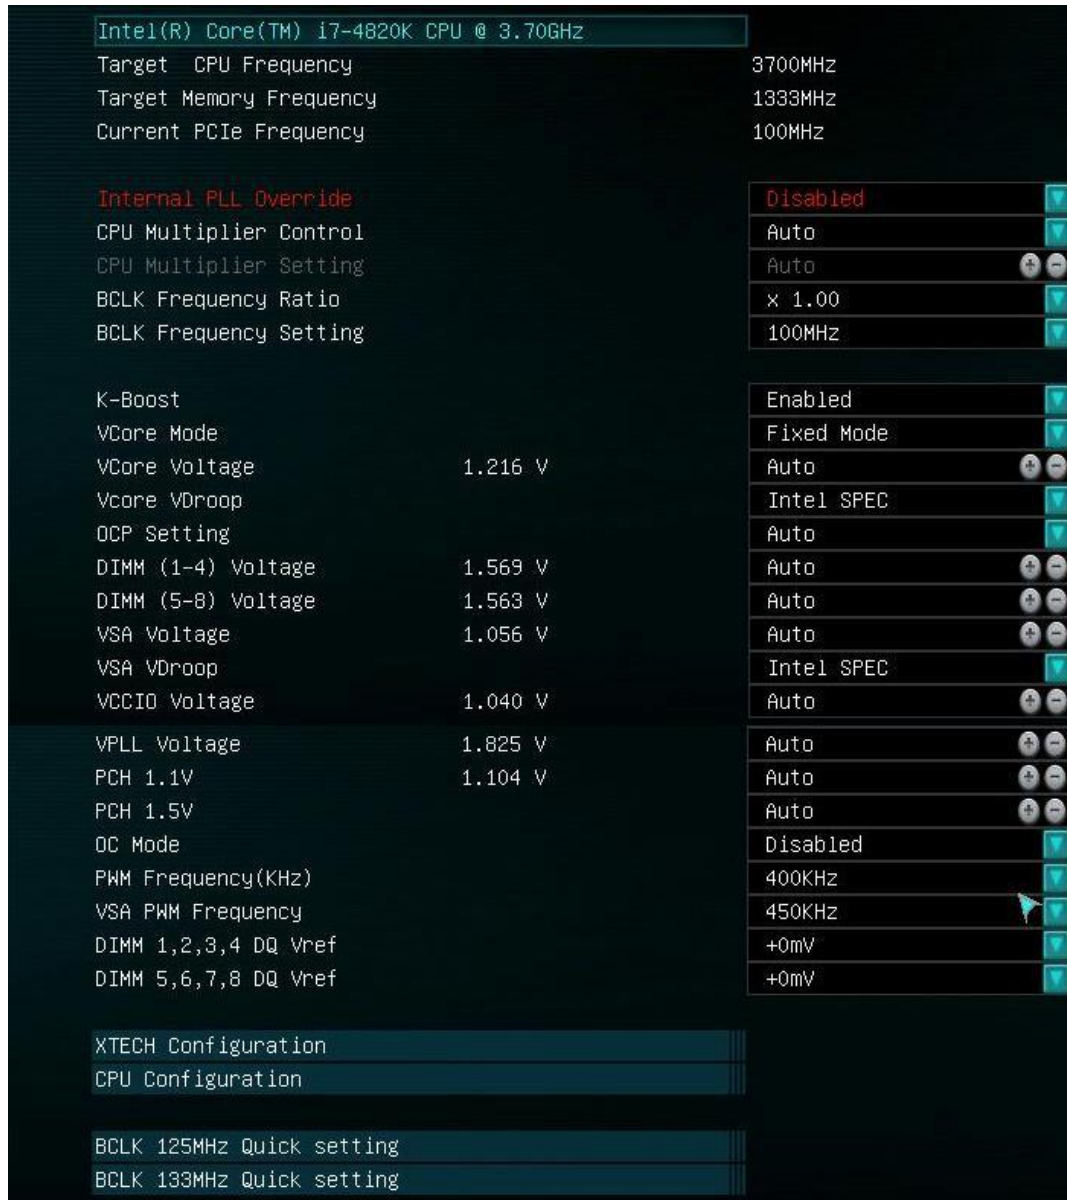 Intel(R) Core(TM) i7-4820K CPU @ 3.70GHz
Target CPU Frequency 3700MHz
Target Memory Frequency 1333MHz
Current PCIe Frequency 100MHz
Internal PLL Override Disabled
CPU Multiplier Control Auto
CPU Multiplier Setting Auto
BCLK Frequency Ratio x 1.00
BCLK Frequency Setting 100MHz
K-Boost Enabled
VCore Mode Fixed Mode
VCore Voltage 1.216 V Auto
Vcore VDroop Intel SPEC
OCP Setting Auto
DIMM (1-4) Voltage 1.569 V Auto
DIMM (5-8) Voltage 1.563 V Auto
VSA Voltage 1.056 V Auto
VSA VDroop Intel SPEC
VCCIO Voltage 1.040 V Auto
VPLL Voltage 1.825 V Auto
PCH 1.1V 1.104 V Auto
PCH 1.5V Auto
OC Mode Disabled
PWM Frequency(KHz) 400KHz
VSA PWM Frequency 450KHz
DIMM 1,2,3,4 DQ Vref +0mV
DIMM 5,6,7,8 DQ Vref +0mV
XTECH Configuration
CPU Configuration
BCLK 125MHz Quick setting
BCLK 133MHz Quick setting